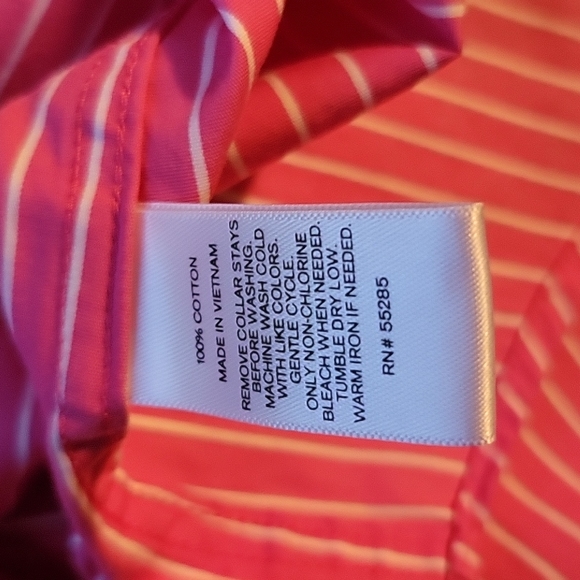 100% COTTON
MADE IN VIETNAM
REMOVE COLLAR STAYS
BEFORE WASHING.
MACHINE WASH COLD
WITH LIKE COLORS.
GENTLE CYCLE.
ONLY NON-CHLORINE
BLEACH WHEN NEEDED.
TUMBLE DRY LOW.
WARM IRON IF NEEDED.
RN# 55285